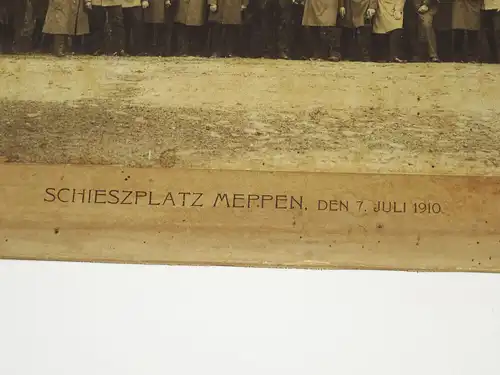 SCHIESZPLATZ MEPPEN, DEN 7. JULI 1910.